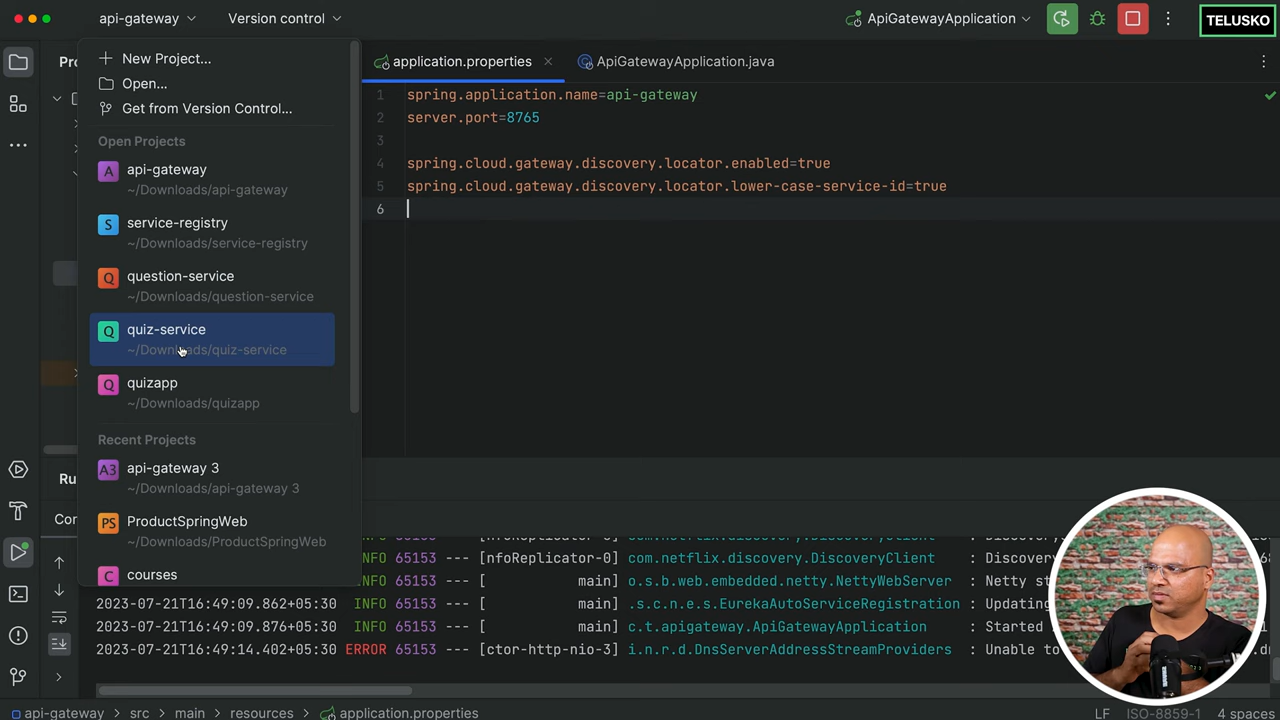 api-gateway
Version control
ApiGatewayApplication
TELUSKO
New Project...
Open...
Get from Version Control...
Open Projects
A
api-gateway
~/Downloads/api-gateway
S
service-registry
~/Downloads/service-registry
Q
question-service
~/Downloads/question-service
Q
quiz-service
~/Downloads/quiz-service
Q
quizapp
~/Downloads/quizapp
Recent Projects
A3
api-gateway 3
~/Downloads/api-gateway 3
PS
ProductSpringWeb
~/Downloads/ProductSpringWeb
C
courses
application.properties
ApiGatewayApplication.java
1 spring.application.name=api-gateway
2 server.port=8765
3
4 spring.cloud.gateway.discovery.locator.enabled=true
5 spring.cloud.gateway.discovery.locator.lower-case-service-id=true
6
INFO 65153 --- [nfoReplicator-0] com.netflix.discovery.DiscoveryClient : Discove
INFO 65153 --- [ main] o.s.b.web.embedded.netty.NettyWebServer : Netty st
2023-07-21T16:49:09.862+05:30 INFO 65153 --- [ main] .s.c.n.e.s.EurekaAutoServiceRegistration : Updating
2023-07-21T16:49:09.876+05:30 INFO 65153 --- [ main] c.t.apigateway.ApiGatewayApplication : Started
2023-07-21T16:49:14.402+05:30 ERROR 65153 --- [ctor-http-nio-3] i.n.r.d.DnsServerAddressStreamProviders : Unable to
api-gateway > src > main > resources > application.properties
LF ISO-8859-1 4 spaces